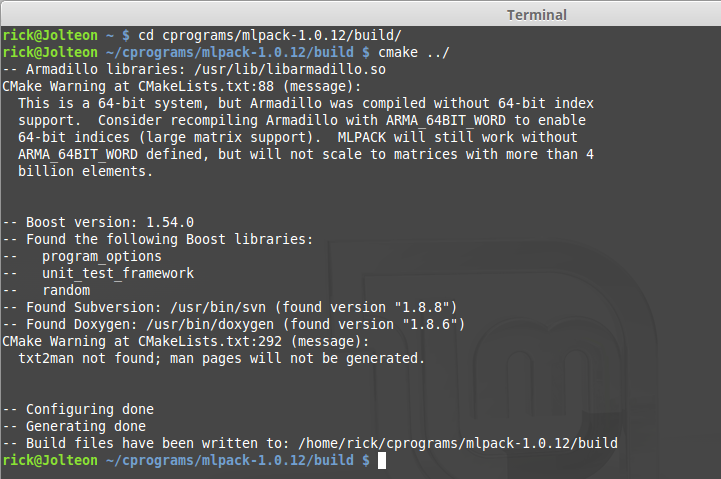 Terminal
rick@Jolteon ~ $ cd cprograms/mlpack-1.0.12/build/
rick@Jolteon ~/cprograms/mlpack-1.0.12/build $ cmake ../
-- Armadillo libraries: /usr/lib/libarmadillo.so
CMake Warning at CMakeLists.txt:88 (message):
  This is a 64-bit system, but Armadillo was compiled without 64-bit index
  support.  Consider recompiling Armadillo with ARMA_64BIT_WORD to enable
  64-bit indices (large matrix support).  MLPACK will still work without
  ARMA_64BIT_WORD defined, but will not scale to matrices with more than 4
  billion elements.
-- Boost version: 1.54.0
-- Found the following Boost libraries:
--   program_options
--   unit_test_framework
--   random
-- Found Subversion: /usr/bin/svn (found version "1.8.8")
-- Found Doxygen: /usr/bin/doxygen (found version "1.8.6")
CMake Warning at CMakeLists.txt:292 (message):
  txt2man not found; man pages will not be generated.
-- Configuring done
-- Generating done
-- Build files have been written to: /home/rick/cprograms/mlpack-1.0.12/build
rick@Jolteon ~/cprograms/mlpack-1.0.12/build $